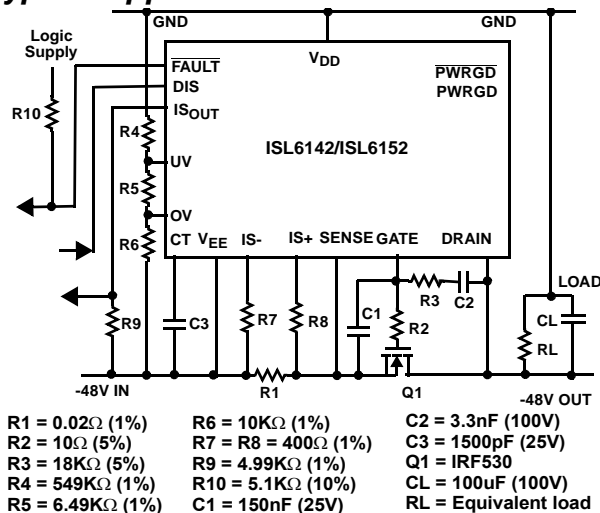 GND
GND
Logic
Supply
VDD
FAULT
DIS
ISOUT
PWRGD
PWRGD
R10
R4
ISL6142/ISL6152
UV
R5
OV
R6
CT VEE IS- IS+ SENSE GATE DRAIN
R3
C2
LOAD
C1
R9
C3
R7
R8
R2
CL
RL
-48V IN
R1
Q1
-48V OUT
R1 = 0.02Ω (1%)
R2 = 10Ω (5%)
R3 = 18KΩ (5%)
R4 = 549KΩ (1%)
R5 = 6.49KΩ (1%)
R6 = 10KΩ (1%)
R7 = R8 = 400Ω (1%)
R9 = 4.99KΩ (1%)
R10 = 5.1KΩ (10%)
C1 = 150nF (25V)
C2 = 3.3nF (100V)
C3 = 1500pF (25V)
Q1 = IRF530
CL = 100uF (100V)
RL = Equivalent load